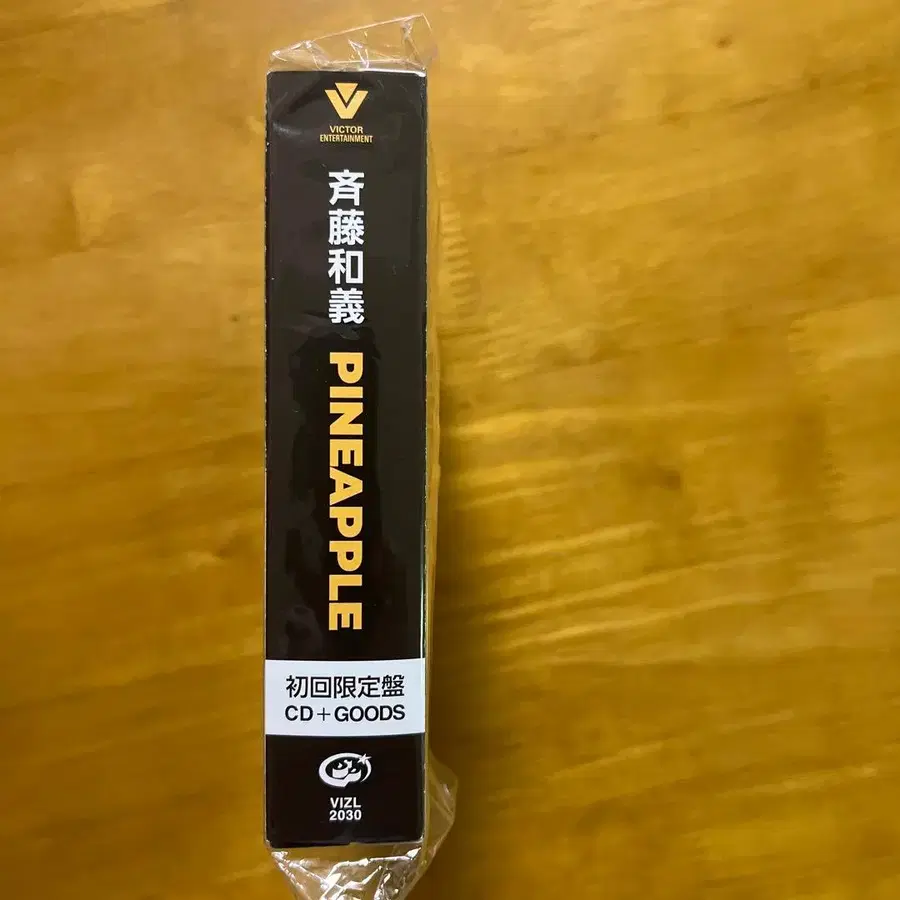 VICTOR
ENTERTAINMENT
斉藤和義
PINEAPPLE
初回限定盤
CD+GOODS
VIZL
2030